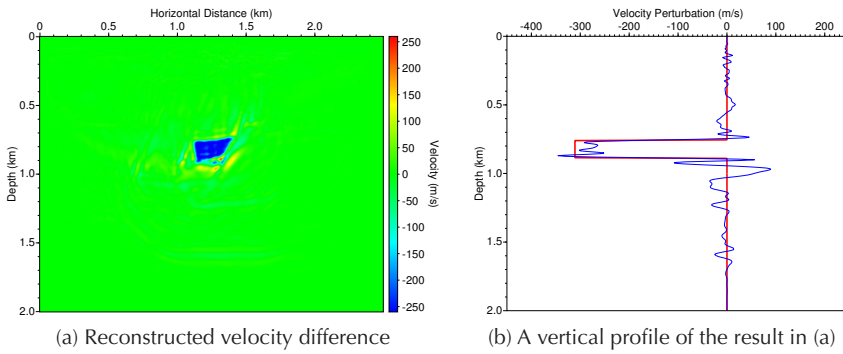 Horizontal Distance (km)
0 0.5 1.0 1.5 2.0
0
0.5
1.0
1.5
2.0
Depth (km)
250
200
150
100
50
0
-50
-100
-150
-200
-250
Velocity (m/s)
(a) Reconstructed velocity difference
Velocity Perturbation (m/s)
-400 -200 -100 0 100 200
0
0.5
1.0
1.5
2.0
Depth (km)
(b) A vertical profile of the result in (a)